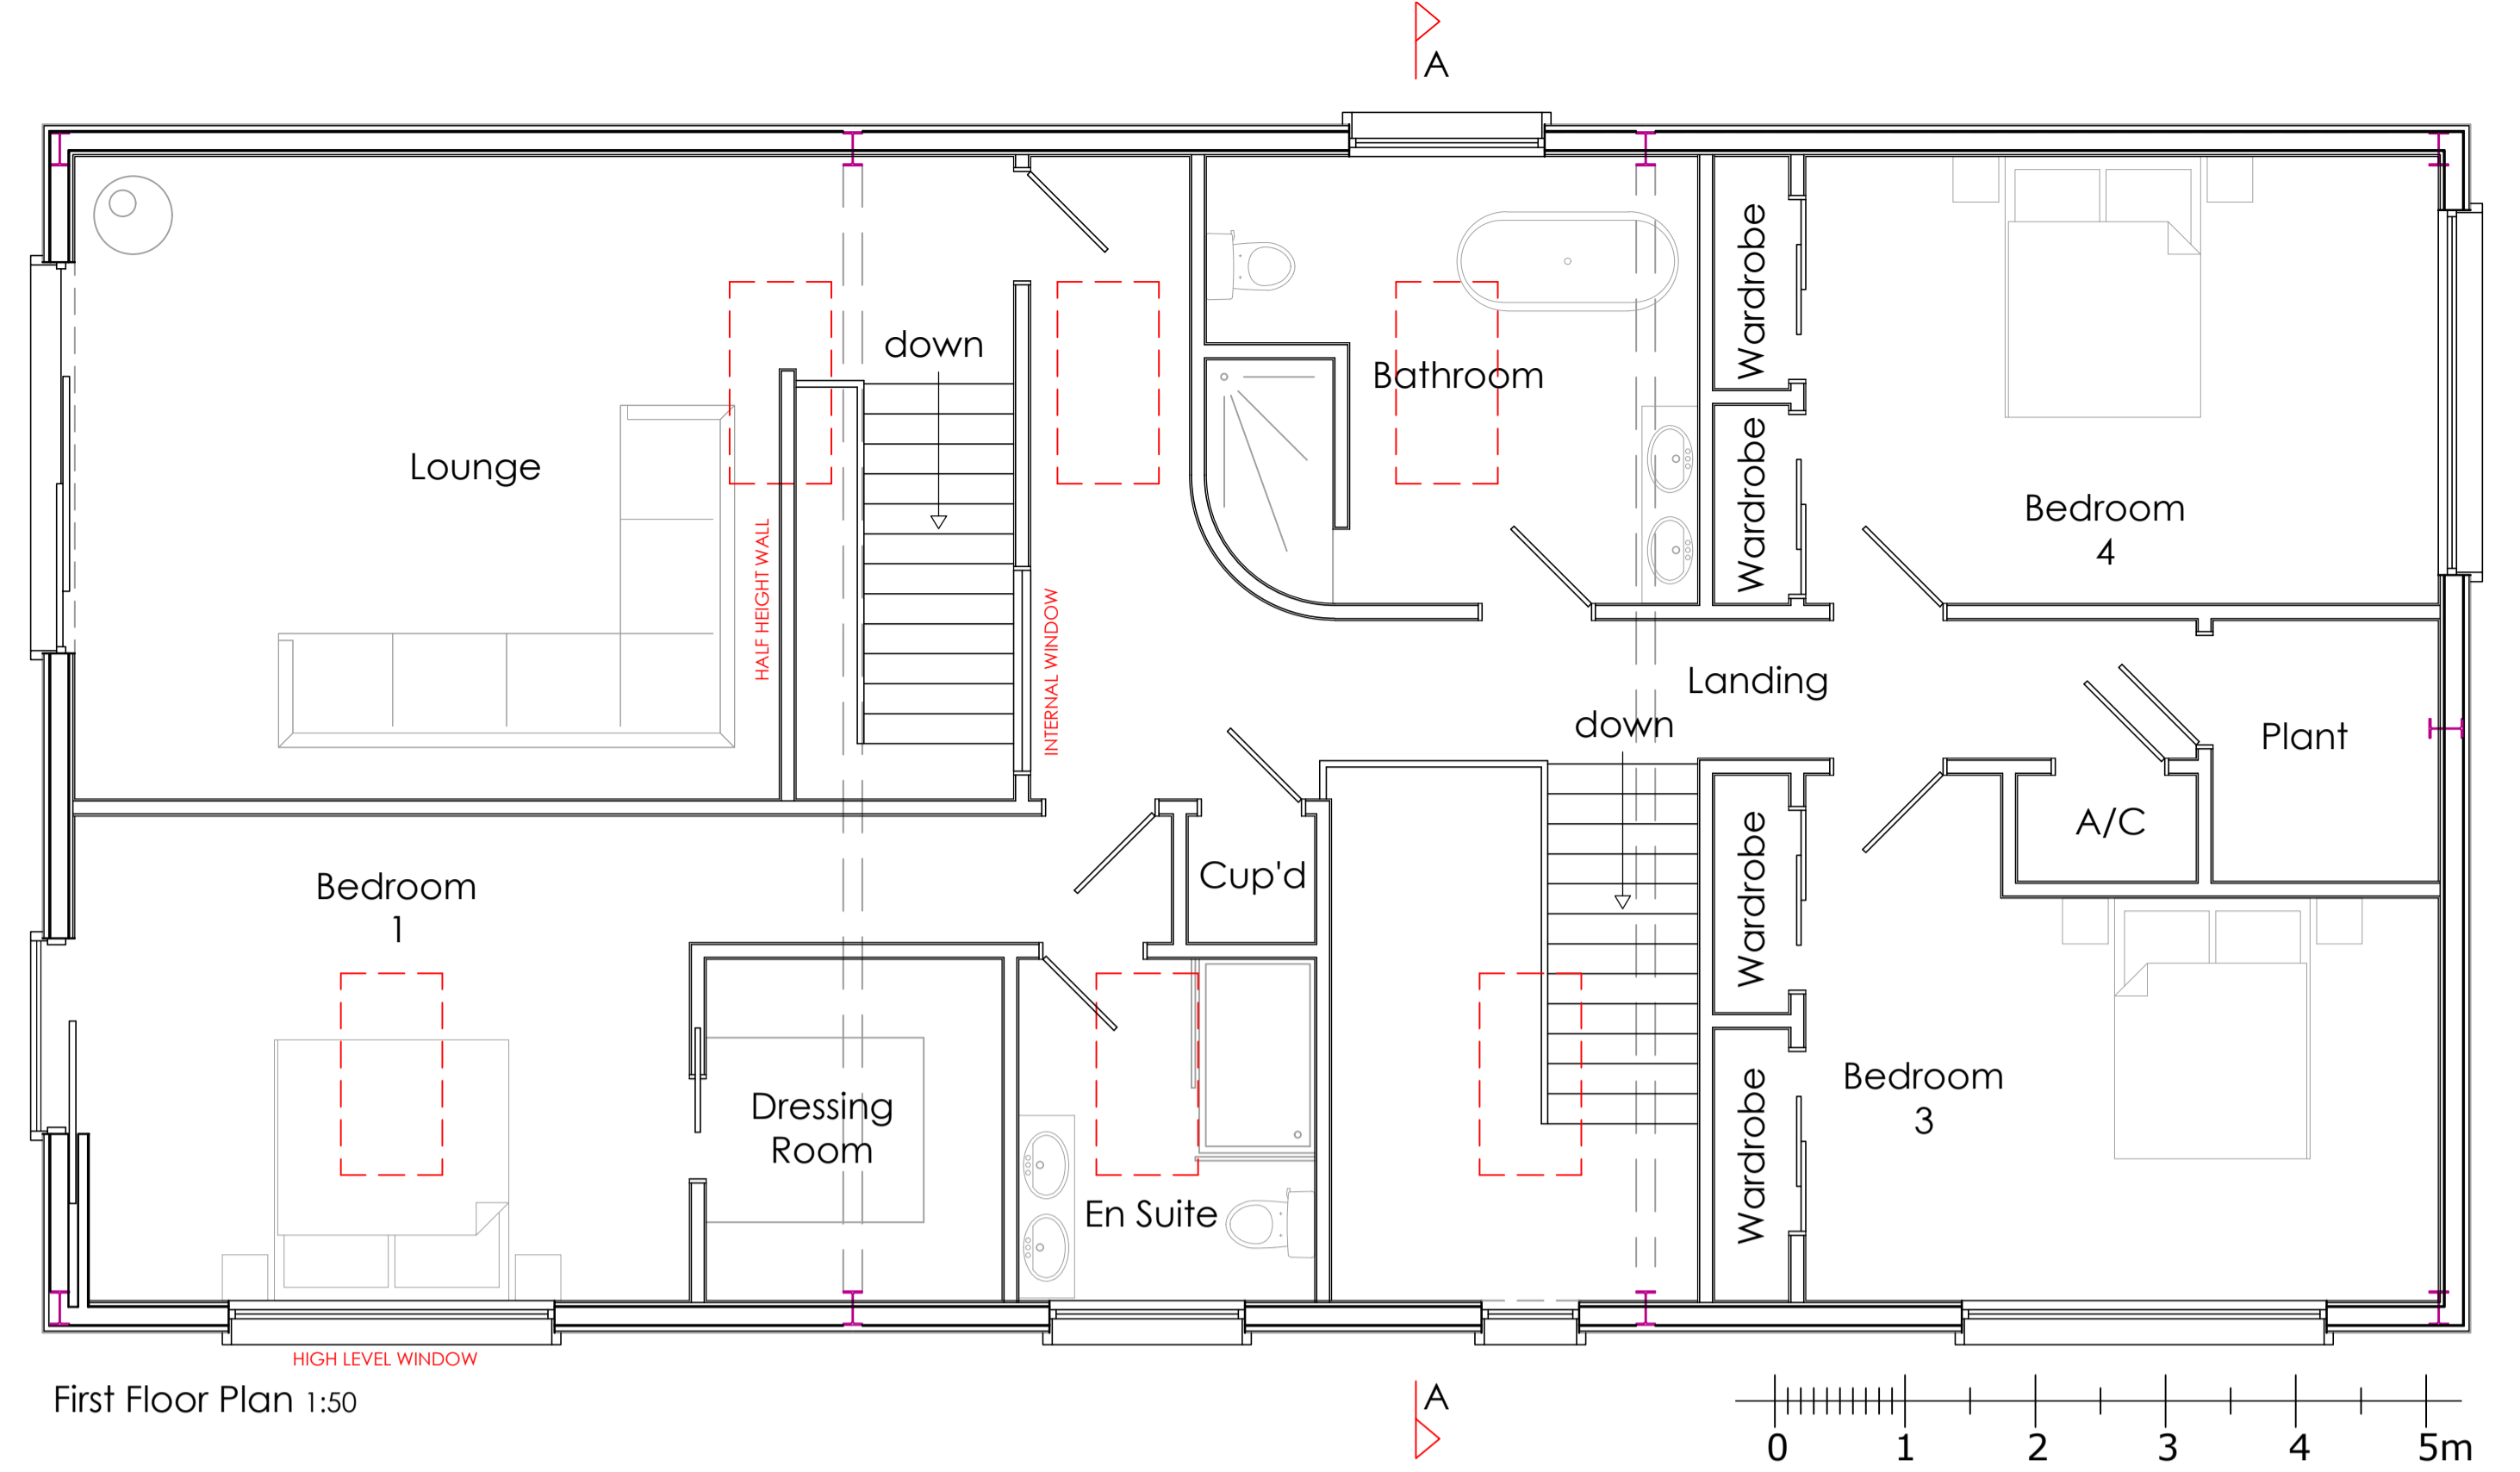 A
down
Lounge
Bathroom
Wardrobe
Wardrobe
Bedroom
4
HALF HEIGHT WALL
INTERNAL WINDOW
Landing
down
Plant
A/C
Bedroom
1
Cup'd
Wardrobe
Wardrobe
Bedroom
3
Dressing
Room
En Suite
HIGH LEVEL WINDOW
First Floor Plan 1:50
A
0 1 2 3 4 5m